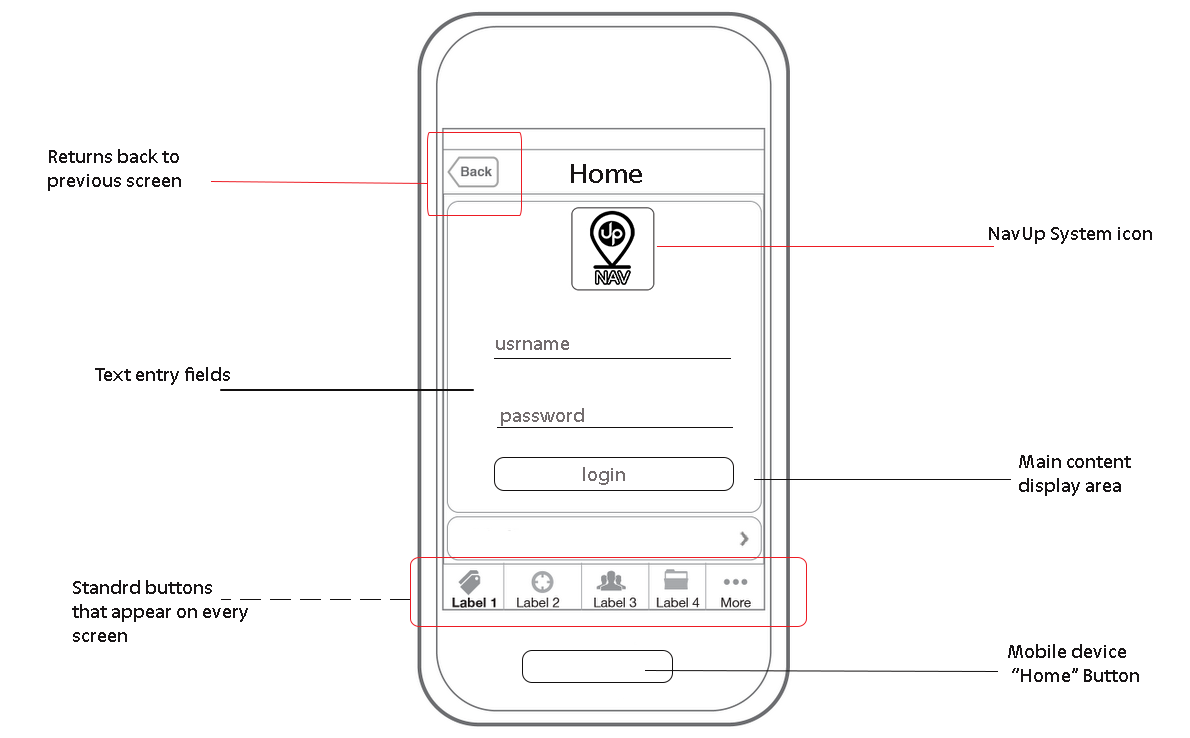 Returns back to
previous screen
Back
Home
Up
NAV
NavUp System icon
usrname
Text entry fields
password
login
Main content
display area
Standrd buttons
that appear on every
screen
Label 1
Label 2
Label 3
Label 4
More
Mobile device
“Home” Button